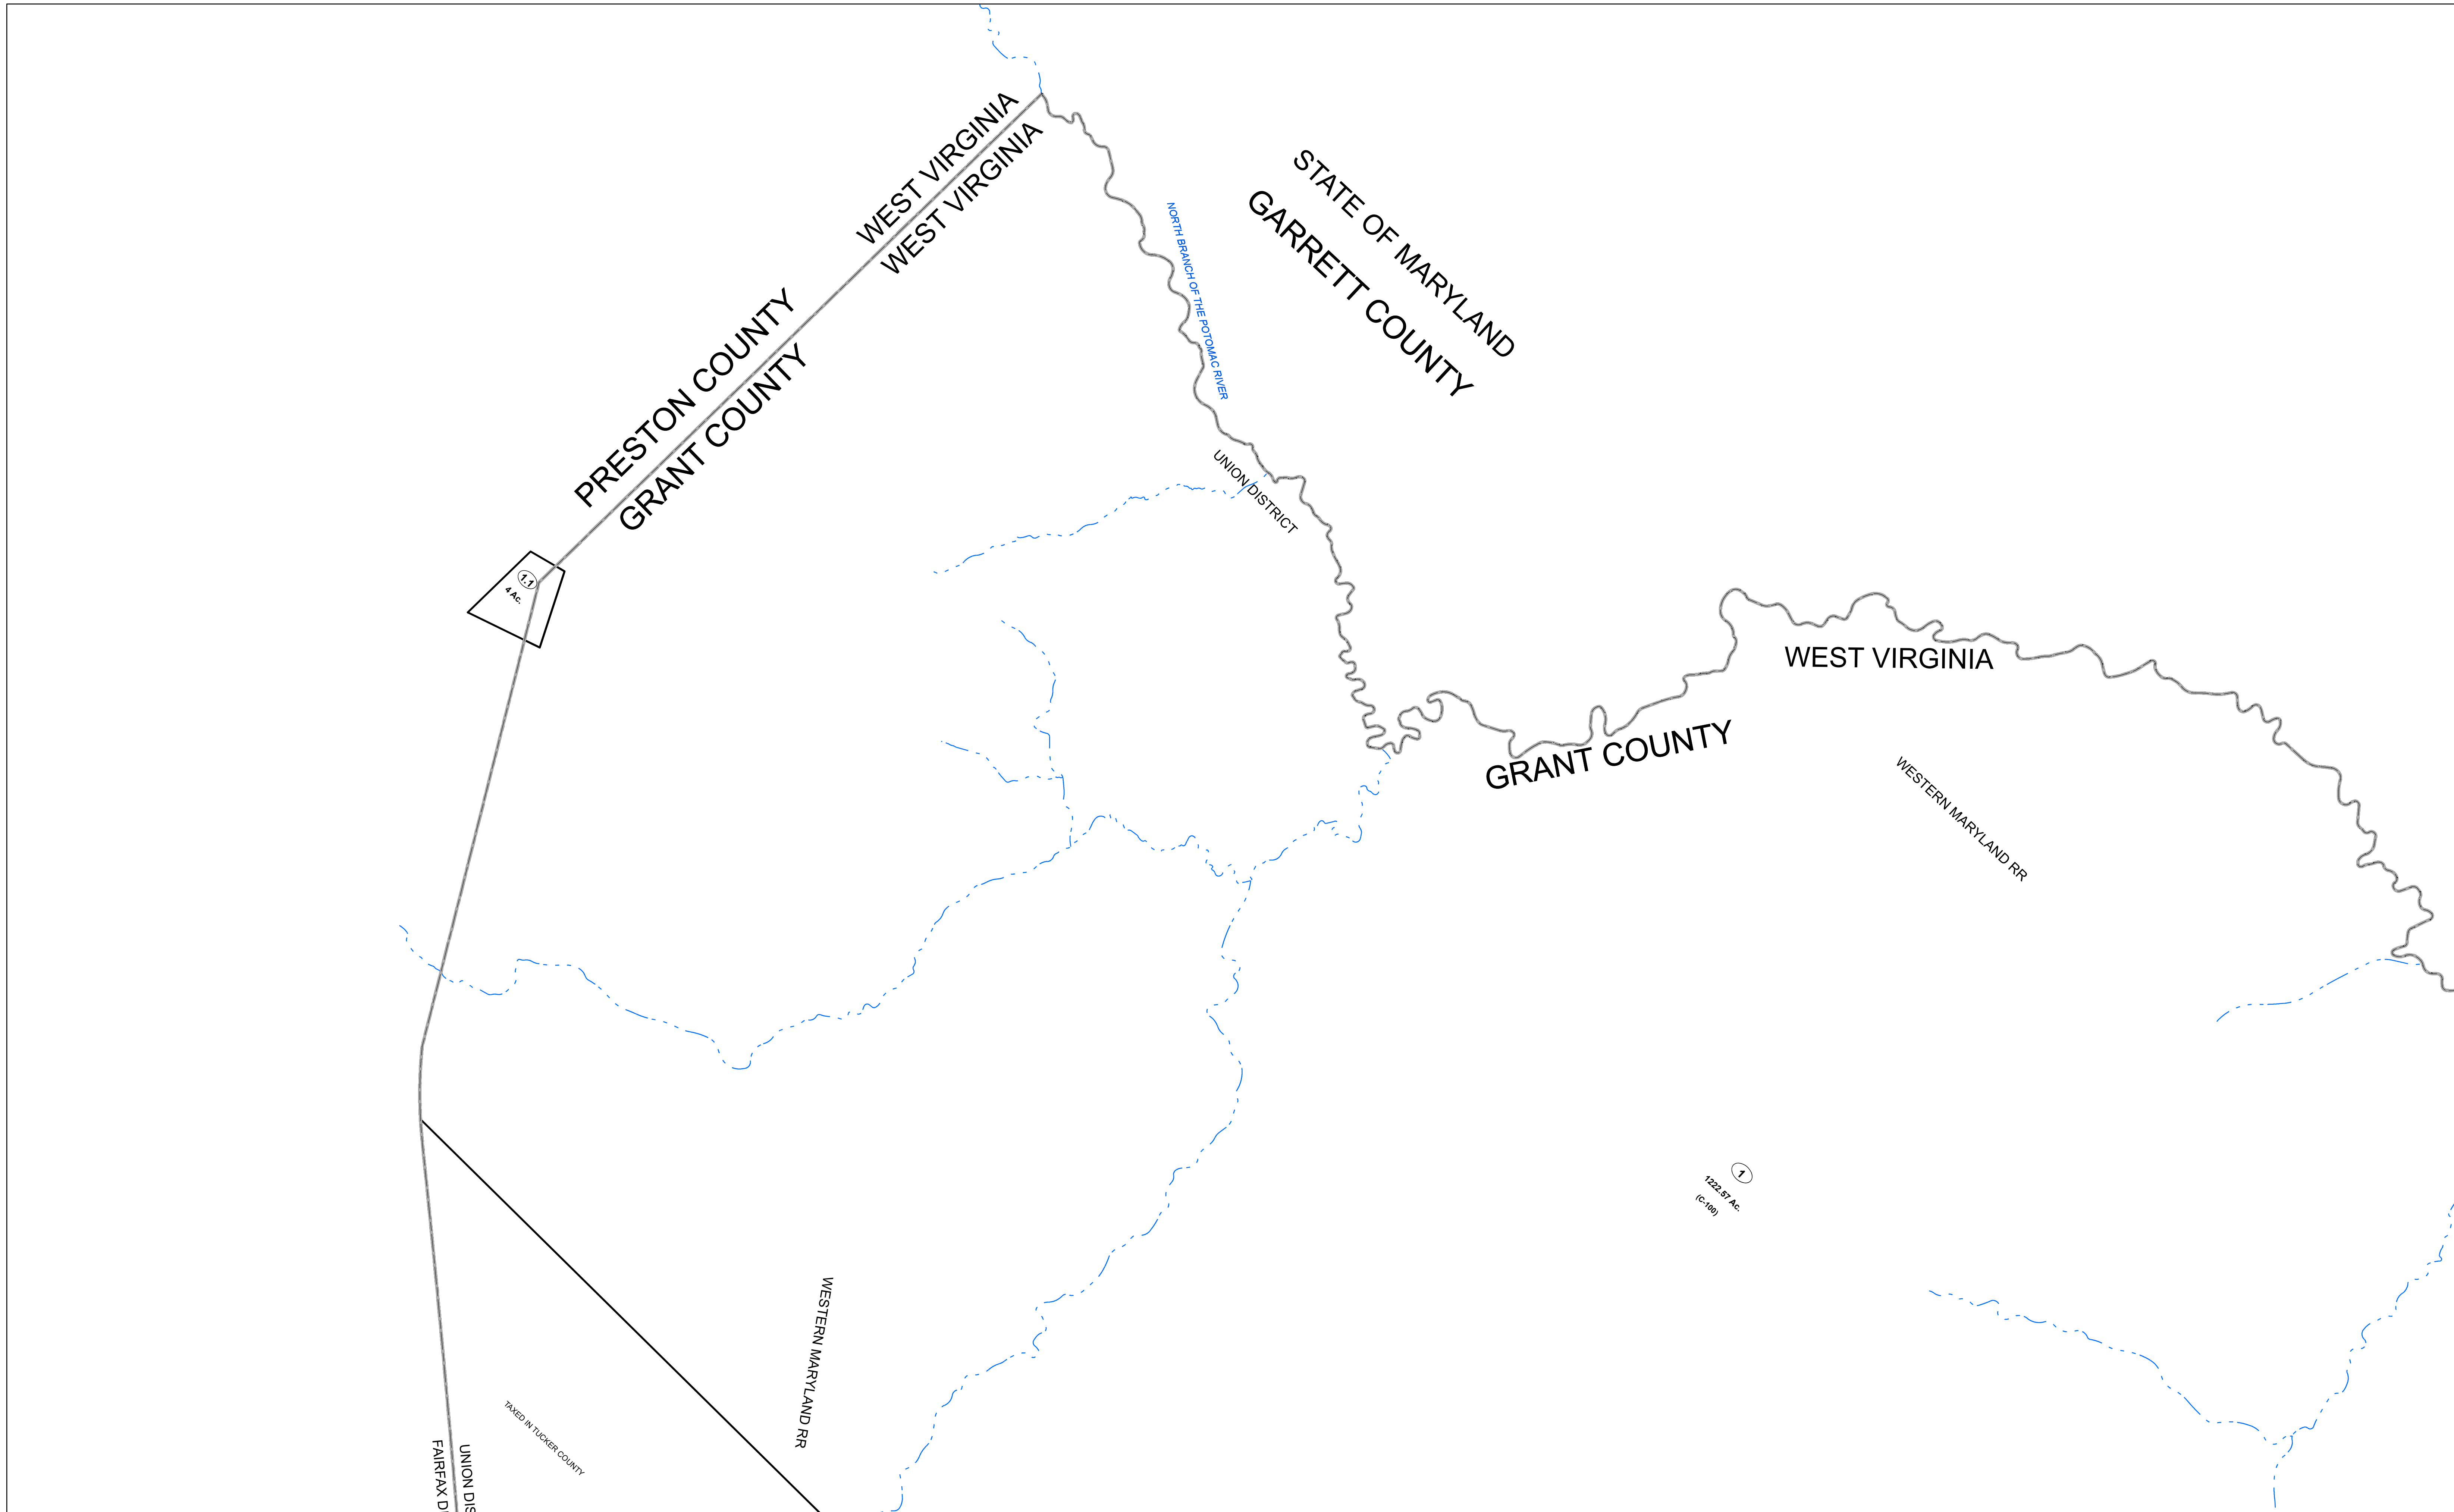 WEST VIRGINIA
WEST VIRGINIA
STATE OF MARYLAND
GARRETT COUNTY
NORTH BRANCH OF THE POTOMAC RIVER
PRESTON COUNTY
GRANT COUNTY
UNION DISTRICT
1.1
4 Ac.
WEST VIRGINIA
GRANT COUNTY
WESTERN MARYLAND RR
1
1222.57 Ac.
(C-100)
WESTERN MARYLAND RR
TAXED IN TUCKER COUNTY
UNION DIS
FAIRFAX D